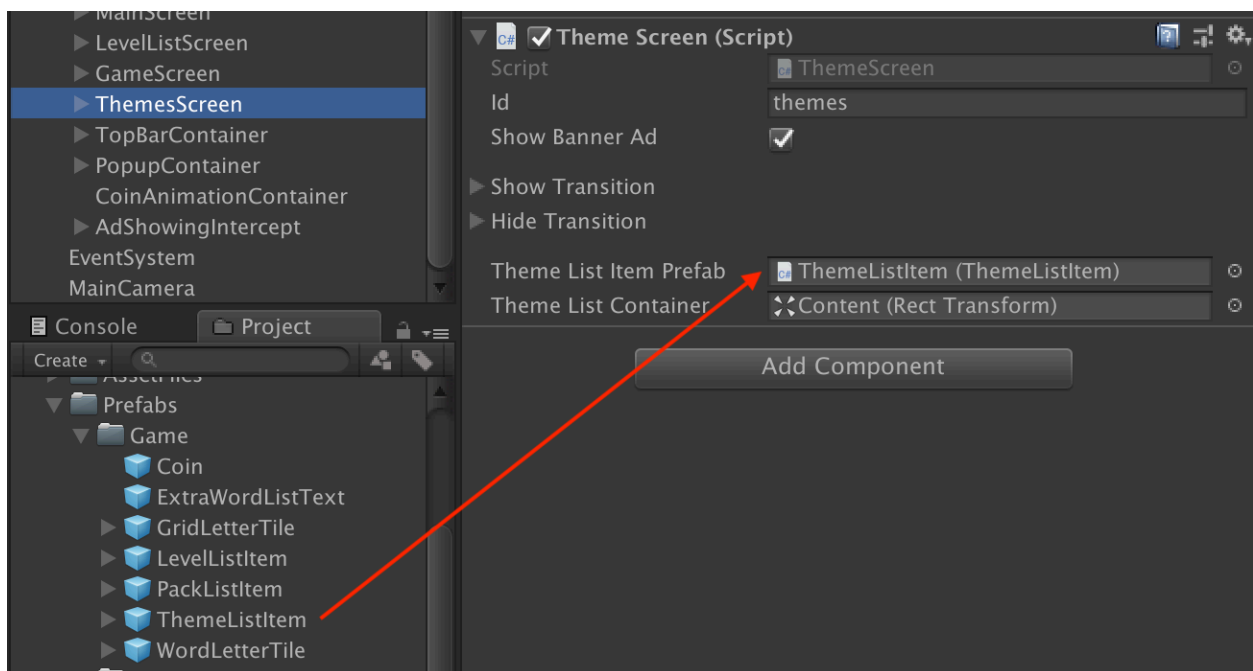 MainScreen
LevelListScreen
GameScreen
ThemesScreen
TopBarContainer
PopupContainer
CoinAnimationContainer
AdShowingIntercept
EventSystem
MainCamera
Console
Project
Create
AssetFiles
Prefabs
Game
Coin
ExtraWordListText
GridLetterTile
LevelListItem
PackListItem
ThemeListItem
WordLetterTile
C# Theme Screen (Script)
Script ThemeScreen
Id themes
Show Banner Ad
Show Transition
Hide Transition
Theme List Item Prefab ThemeListItem (ThemeListItem)
Theme List Container Content (Rect Transform)
Add Component